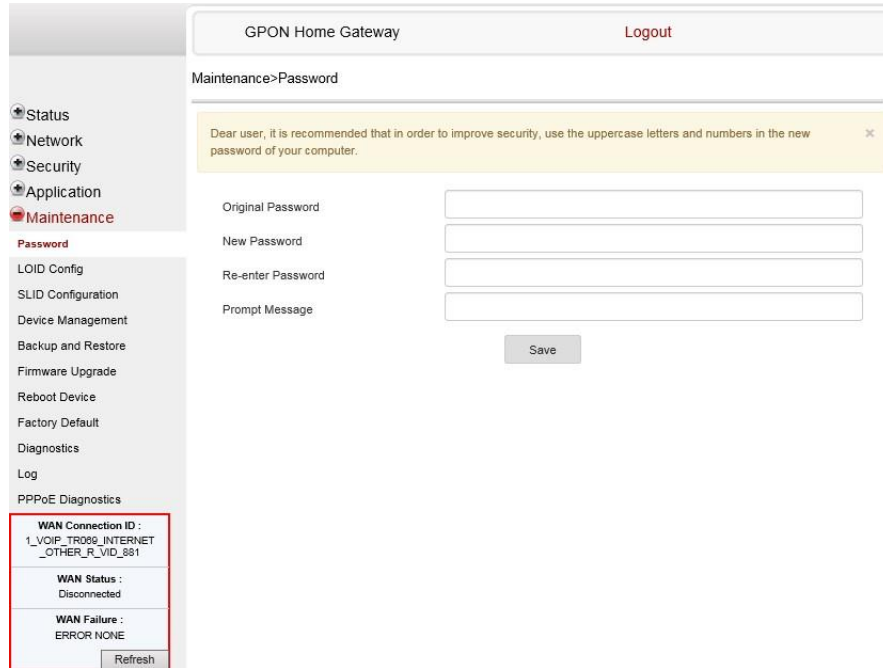 GPON Home Gateway
Logout
Maintenance>Password
Status
Network
Security
Application
Maintenance
Password
LOID Config
SLID Configuration
Device Management
Backup and Restore
Firmware Upgrade
Reboot Device
Factory Default
Diagnostics
Log
PPPoE Diagnostics
WAN Connection ID :
1_VOIP_TR069_INTERNET
_OTHER_R_VID_881
WAN Status :
Disconnected
WAN Failure :
ERROR NONE
Refresh
Dear user, it is recommended that in order to improve security, use the uppercase letters and numbers in the new
password of your computer.
×
Original Password
New Password
Re-enter Password
Prompt Message
Save